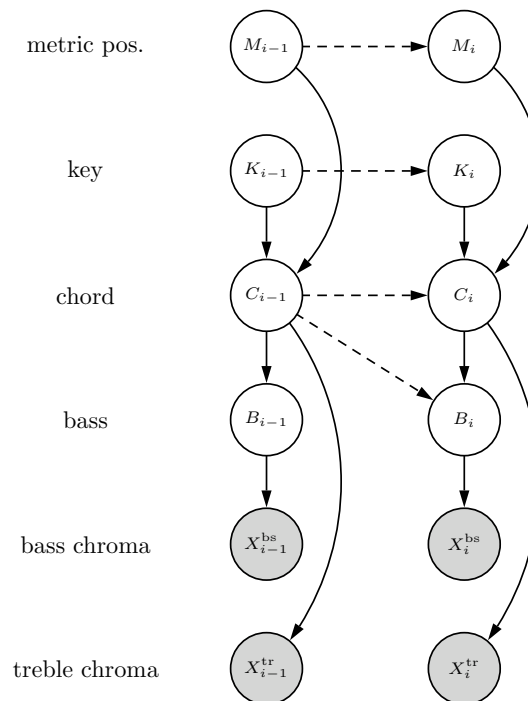 metric pos. M_{i−1} M_i
key K_{i−1} K_i
chord C_{i−1} C_i
bass B_{i−1} B_i
bass chroma X^{bs}_{i−1} X^{bs}_i
treble chroma X^{tr}_{i−1} X^{tr}_i